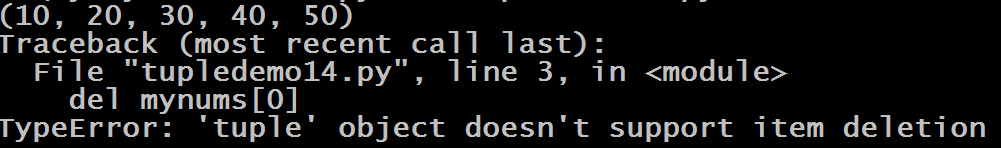 (10, 20, 30, 40, 50)
Traceback (most recent call last):
  File "tupledemo14.py", line 3, in <module>
    del mynums[0]
TypeError: 'tuple' object doesn't support item deletion